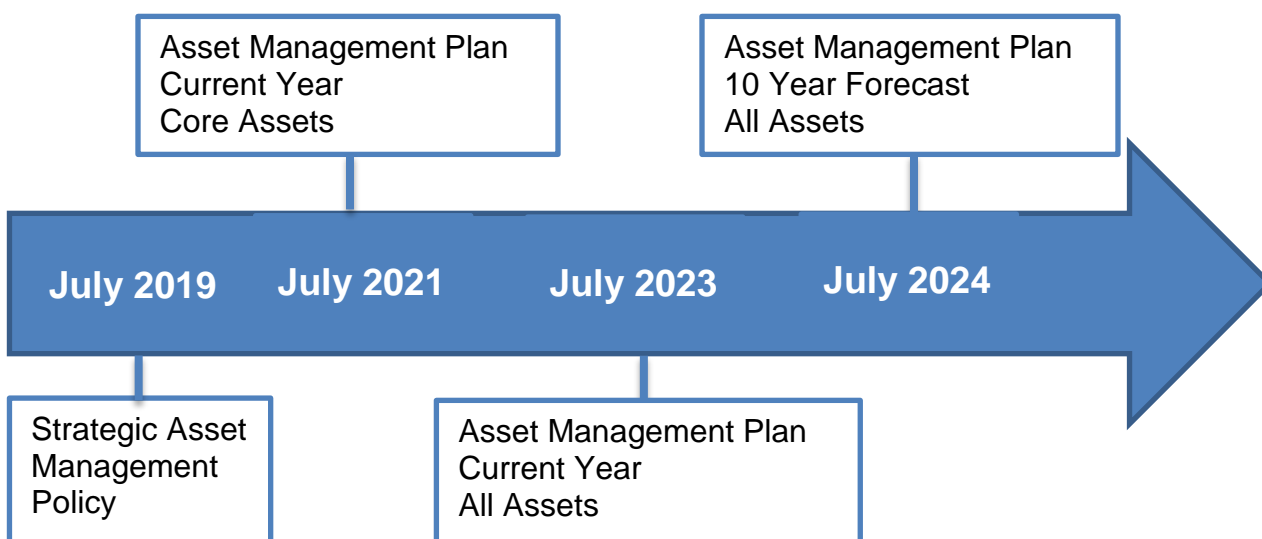 Asset Management Plan
Current Year
Core Assets
Asset Management Plan
10 Year Forecast
All Assets
July 2019
July 2021
July 2023
July 2024
Strategic Asset
Management
Policy
Asset Management Plan
Current Year
All Assets